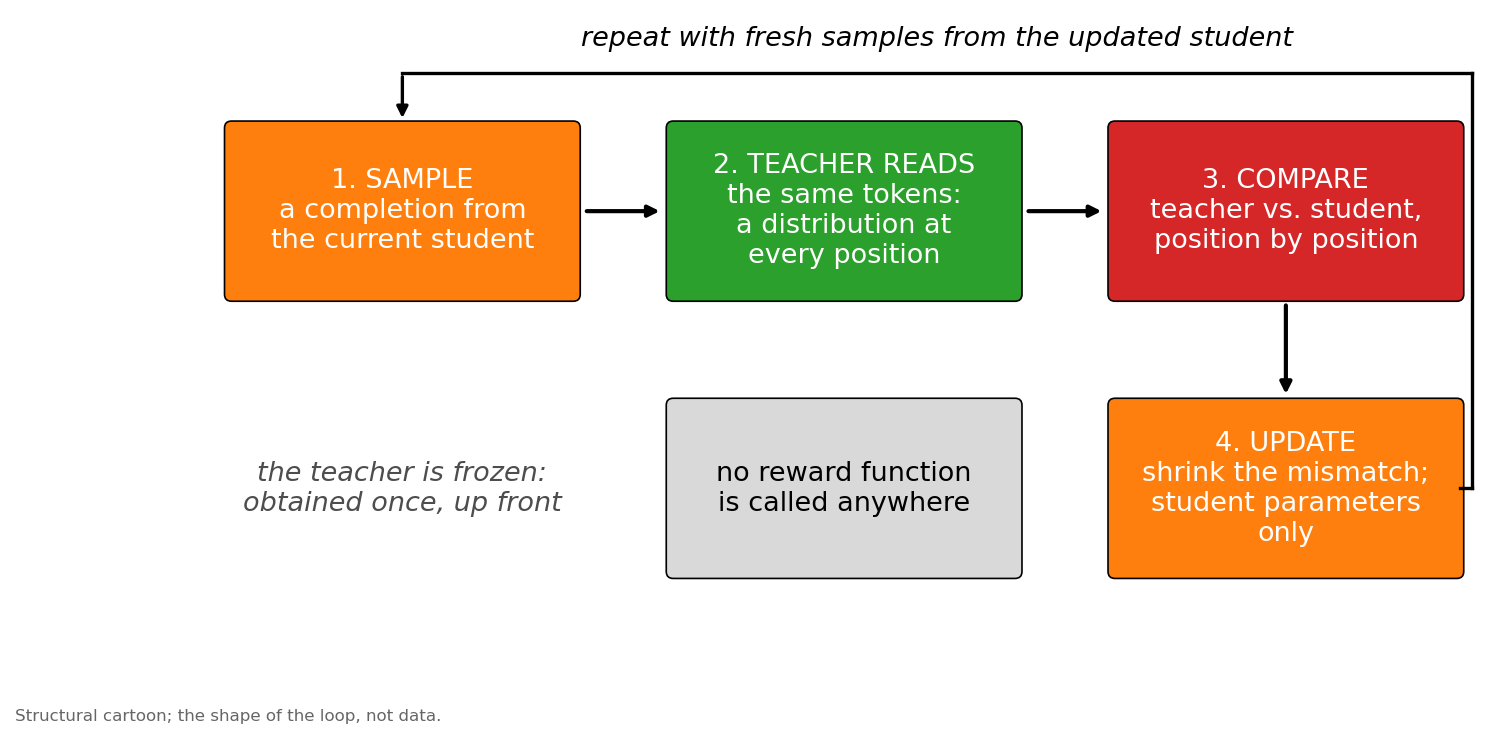 repeat with fresh samples from the updated student
1. SAMPLE
a completion from
the current student
2. TEACHER READS
the same tokens:
a distribution at
every position
3. COMPARE
teacher vs. student,
position by position
the teacher is frozen:
obtained once, up front
no reward function
is called anywhere
4. UPDATE
shrink the mismatch;
student parameters
only
Structural cartoon; the shape of the loop, not data.